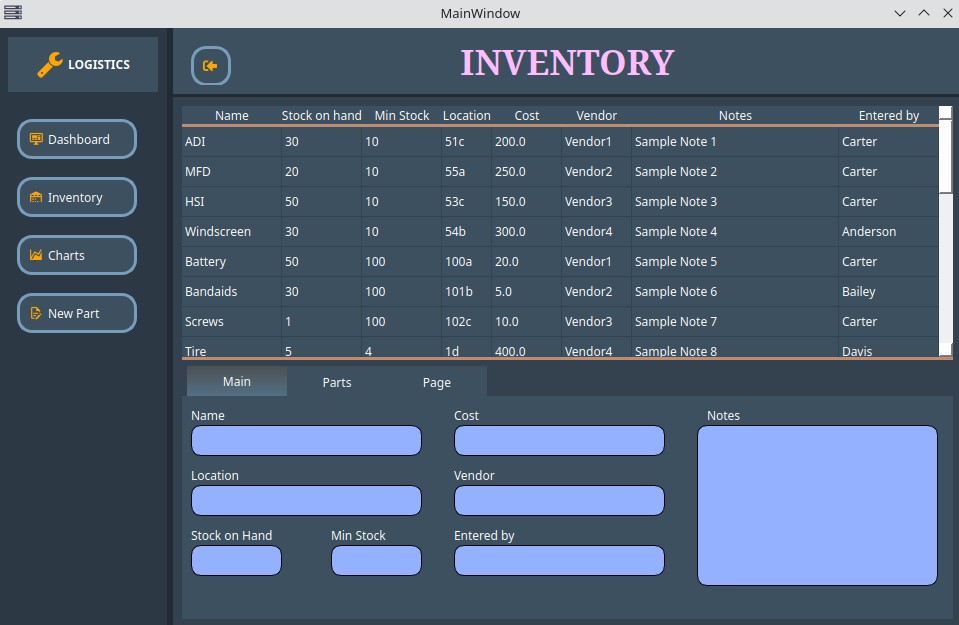 MainWindow
LOGISTICS
INVENTORY
Dashboard
Inventory
Charts
New Part
Name Stock on hand Min Stock Location Cost Vendor Notes Entered by
ADI 30 10 51c 200.0 Vendor1 Sample Note 1 Carter
MFD 20 10 55a 250.0 Vendor2 Sample Note 2 Carter
HSI 50 10 53c 150.0 Vendor3 Sample Note 3 Carter
Windscreen 30 10 54b 300.0 Vendor4 Sample Note 4 Anderson
Battery 50 100 100a 20.0 Vendor1 Sample Note 5 Carter
Bandaids 30 100 101b 5.0 Vendor2 Sample Note 6 Bailey
Screws 1 100 102c 10.0 Vendor3 Sample Note 7 Carter
Tire 5 4 1d 400.0 Vendor4 Sample Note 8 Davis
Main Parts Page
Name Cost Notes
Location Vendor
Stock on Hand Min Stock Entered by